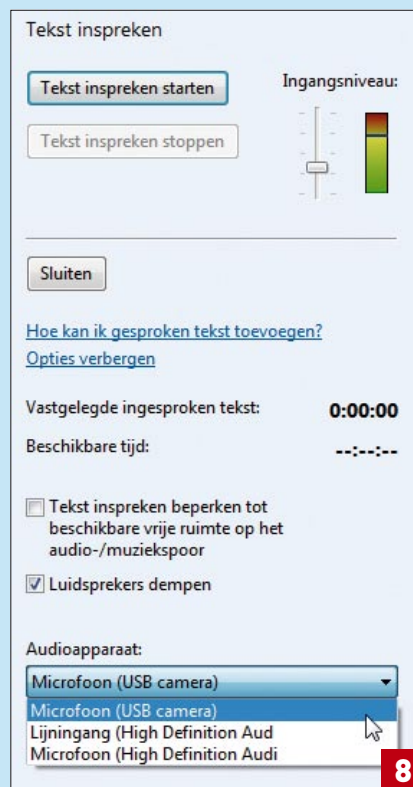 Tekst inspreken
Tekst inspreken starten
Ingangsniveau:
Tekst inspreken stoppen
Sluiten
Hoe kan ik gesproken tekst toevoegen?
Opties verbergen
Vastgelegde ingesproken tekst: 0:00:00
Beschikbare tijd: --:--:--
Tekst inspreken beperken tot
beschikbare vrije ruimte op het
audio-/muziekspoor
Luidsprekers dempen
Audioapparaat:
Microfoon (USB camera)
Microfoon (USB camera)
Lijningang (High Definition Aud
Microfoon (High Definition Audi
8